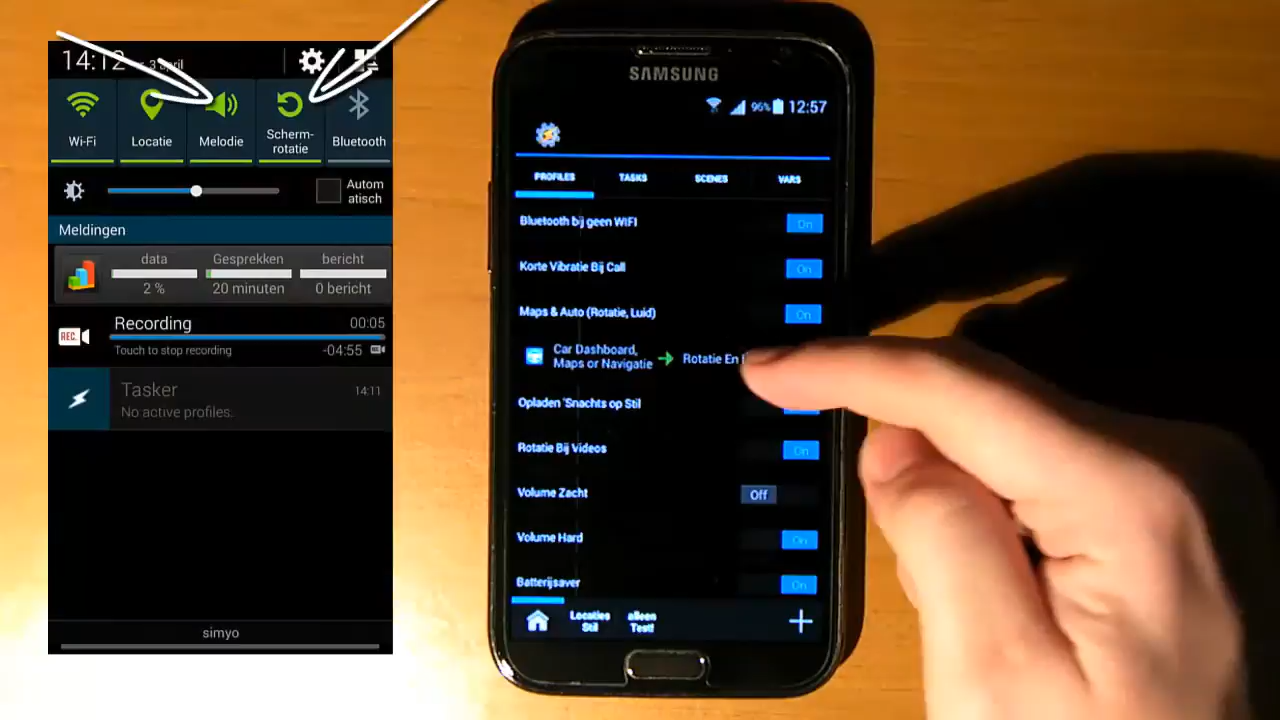 14:12
3 april
Wi-Fi
Locatie
Melodie
Scherm-
rotatie
Bluetooth
Autom
atisch
Meldingen
data
Gesprekken
bericht
2 %
20 minuten
0 bericht
REC.
Recording
00:05
Touch to stop recording
-04:55
Tasker
14:11
No active profiles.
simyo
SAMSUNG
96% 12:57
PROFILES
TASKS
SCENES
VARS
Bluetooth bij geen WIFI
On
Korte Vibratie Bij Call
On
Maps & Auto (Rotatie, Luid)
On
Car Dashboard,
Maps or Navigatie
Rotatie En
Opladen 'Snachts op Stil
Rotatie Bij Videos
On
Volume Zacht
Off
Volume Hard
On
Batterijsaver
On
Locaties
Stil
alleen
Test!